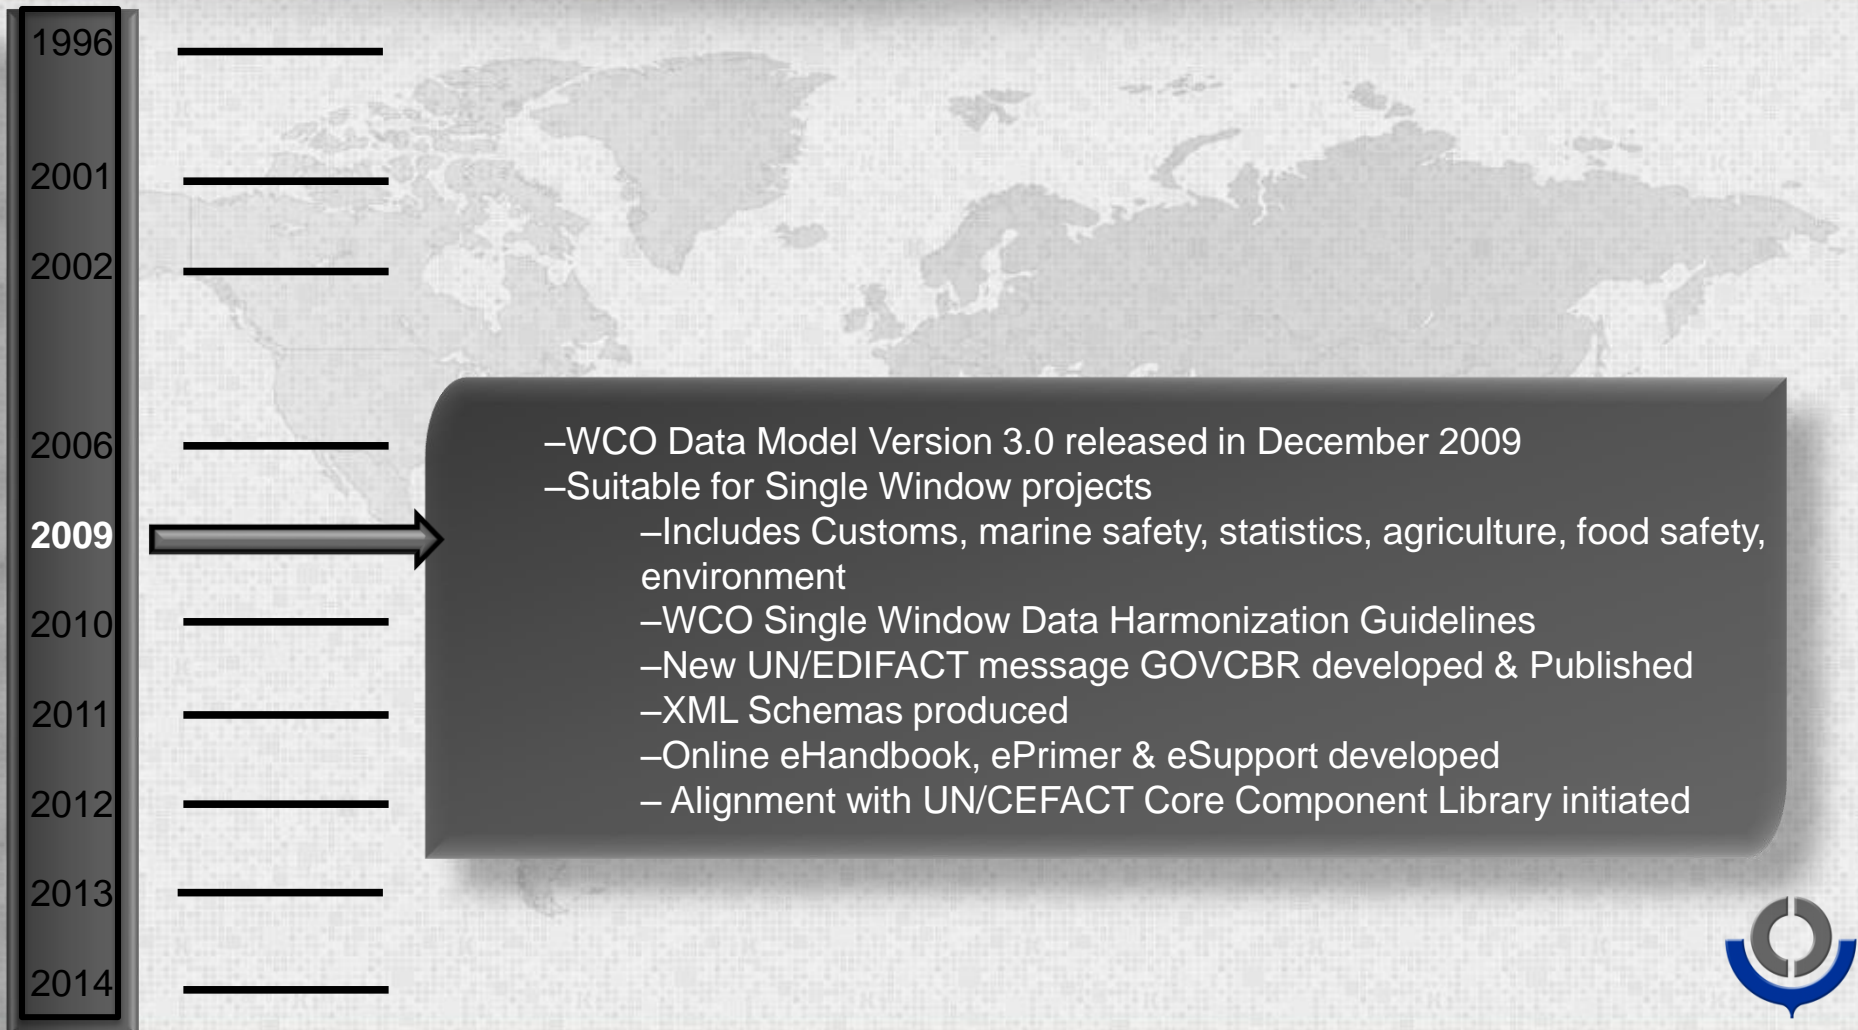 1996
2001
2002
2006
2009
2010
2011
2012
2013
2014
–WCO Data Model Version 3.0 released in December 2009
–Suitable for Single Window projects
–Includes Customs, marine safety, statistics, agriculture, food safety,
environment
–WCO Single Window Data Harmonization Guidelines
–New UN/EDIFACT message GOVCBR developed & Published
–XML Schemas produced
–Online eHandbook, ePrimer & eSupport developed
– Alignment with UN/CEFACT Core Component Library initiated